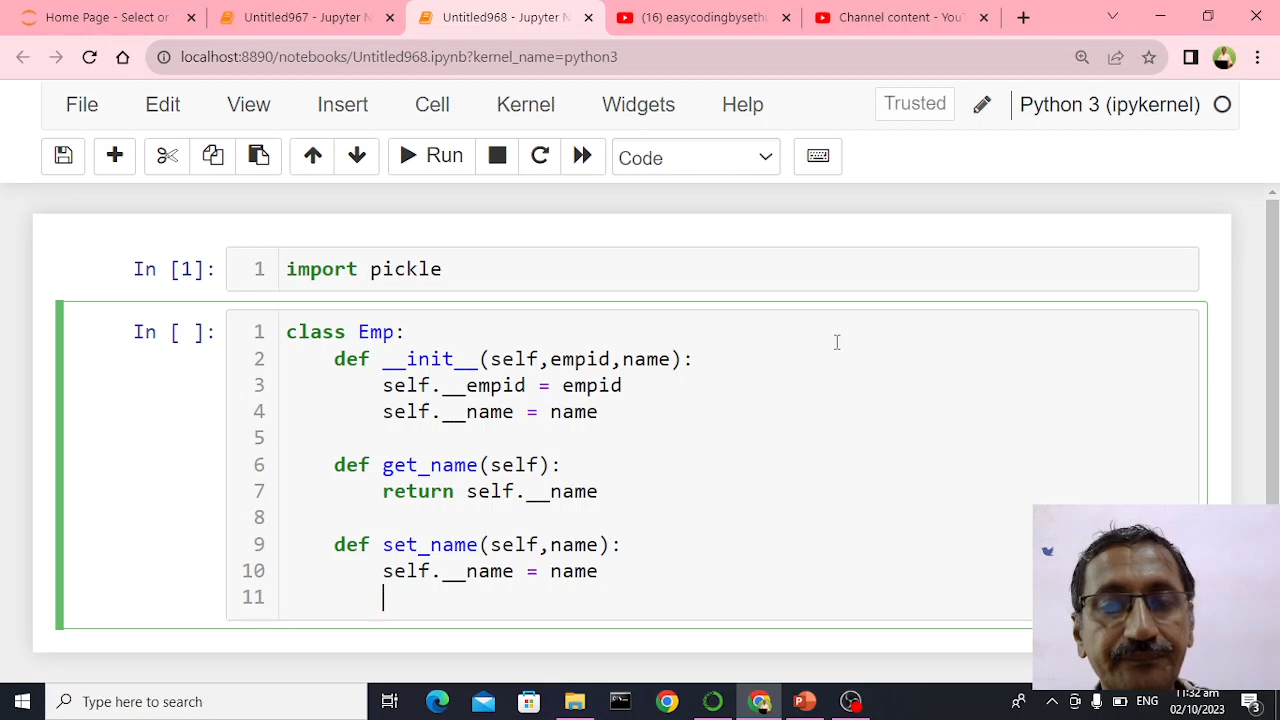 Home Page - Select or
Untitled967 - Jupyter N
Untitled968 - Jupyter N
(16) easycodingbysethu
Channel content - YouT
localhost:8890/notebooks/Untitled968.ipynb?kernel_name=python3
File Edit View Insert Cell Kernel Widgets Help Trusted Python 3 (ipykernel)
Run Code
In [1]: 1 import pickle
In [ ]: 1 class Emp:
2 def __init__(self,empid,name):
3 self.__empid = empid
4 self.__name = name
5
6 def get_name(self):
7 return self.__name
8
9 def set_name(self,name):
10 self.__name = name
11
Type here to search
ENG
11:32 am
02/10/2023
3